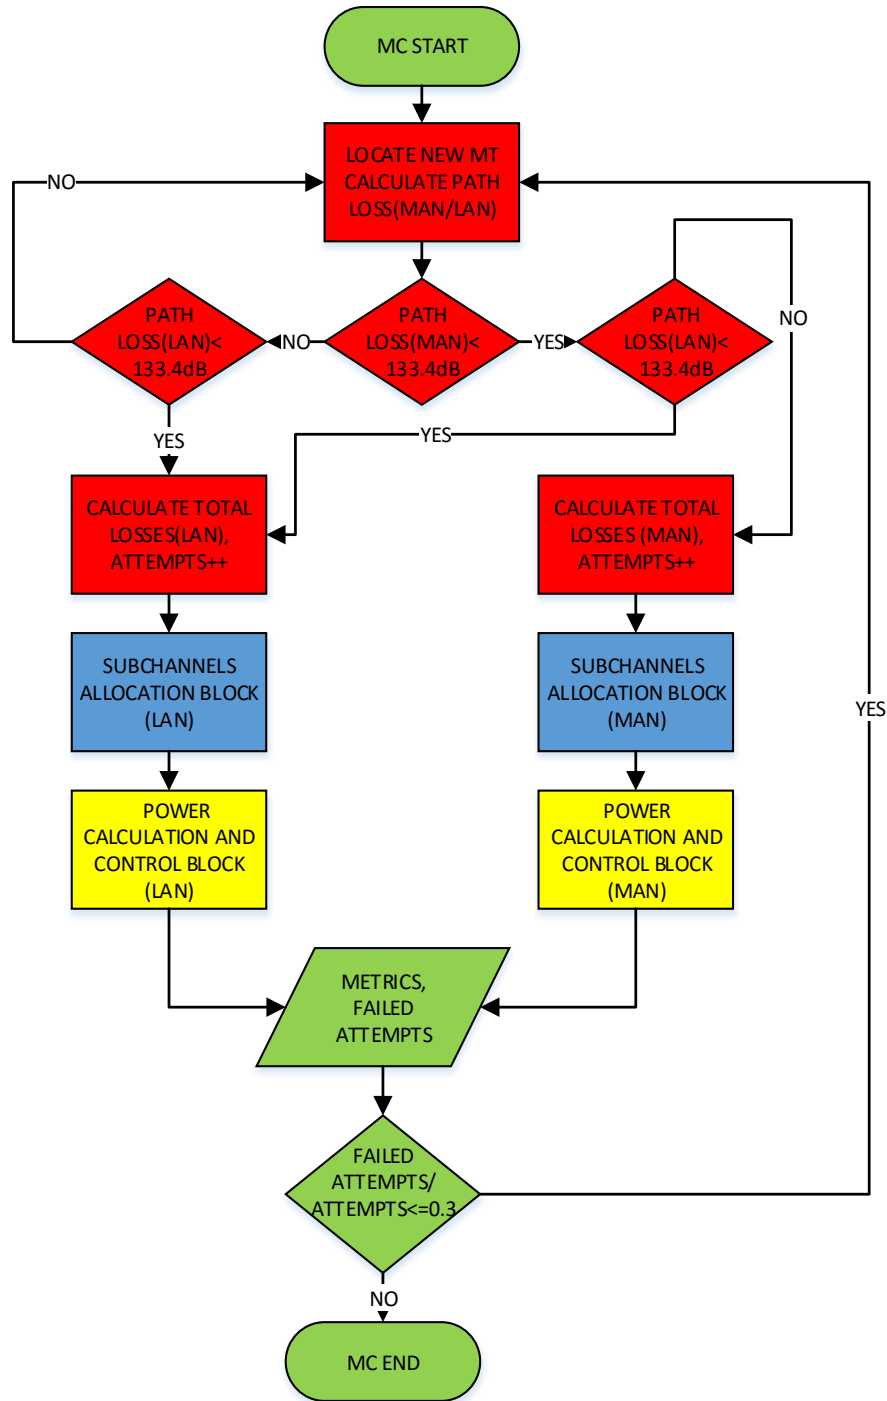 MC START
LOCATE NEW MT
CALCULATE PATH
LOSS(MAN/LAN)
NO
PATH
LOSS(LAN)<
133.4dB
NO
PATH
LOSS(MAN)<
133.4dB
YES
PATH
LOSS(LAN)<
133.4dB
NO
YES
YES
CALCULATE TOTAL
LOSSES(LAN),
ATTEMPTS++
CALCULATE TOTAL
LOSSES (MAN),
ATTEMPTS++
SUBCHANNELS
ALLOCATION BLOCK
(LAN)
SUBCHANNELS
ALLOCATION BLOCK
(MAN)
YES
POWER
CALCULATION AND
CONTROL BLOCK
(LAN)
POWER
CALCULATION AND
CONTROL BLOCK
(MAN)
METRICS,
FAILED
ATTEMPTS
FAILED
ATTEMPTS/
ATTEMPTS<=0.3
NO
MC END